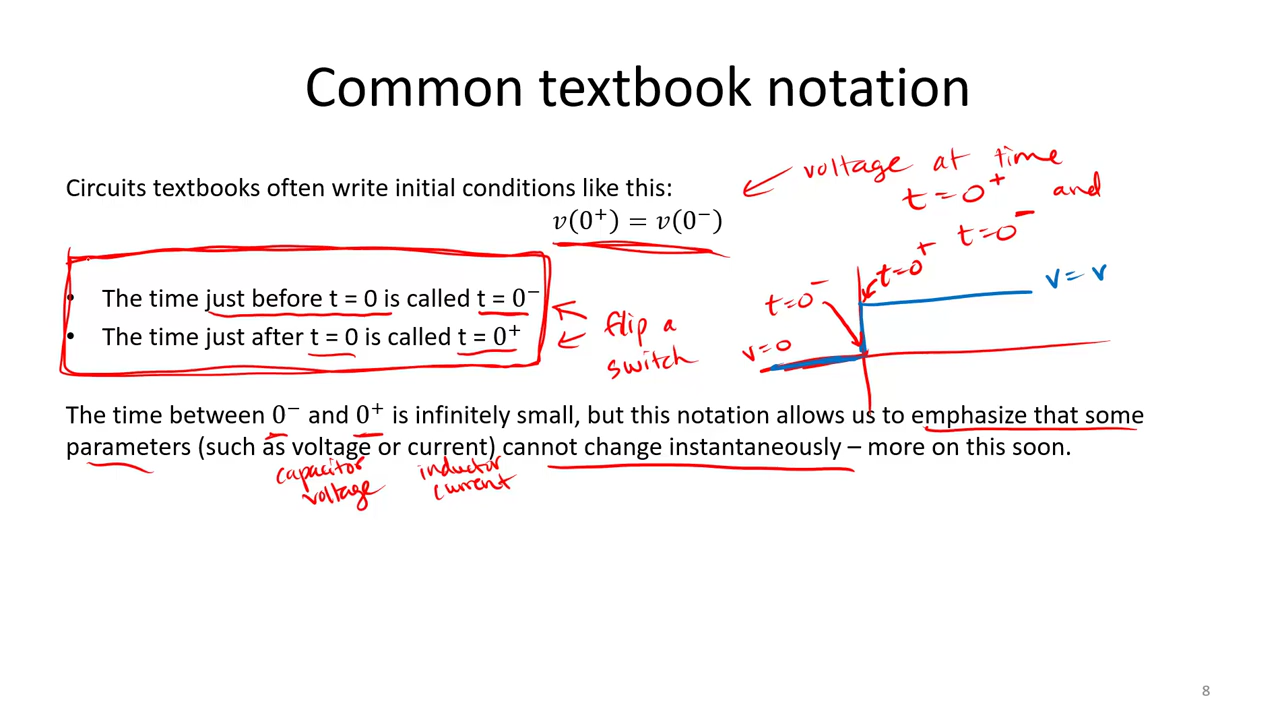 Common textbook notation
Circuits textbooks often write initial conditions like this:
v(0⁺) = v(0⁻)
voltage at time
t = 0⁺ and
t = 0⁻
• The time just before t = 0 is called t = 0⁻
• The time just after t = 0 is called t = 0⁺
flip a
switch
t=0⁺
t=0⁻
v=0
v = v
The time between 0⁻ and 0⁺ is infinitely small, but this notation allows us to emphasize that some
parameters (such as voltage or current) cannot change instantaneously – more on this soon.
capacitor
voltage
inductor
current
8